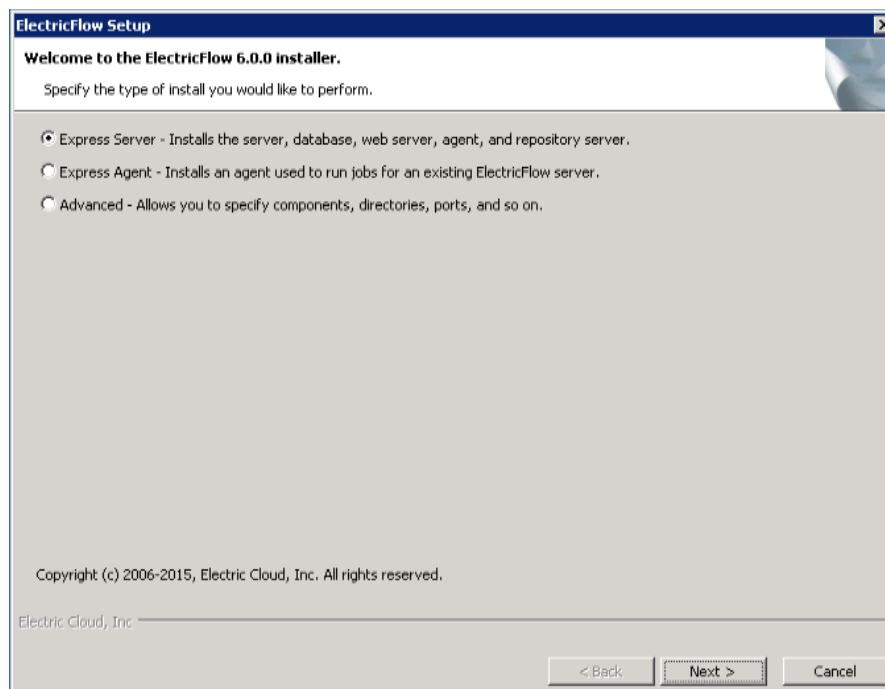 ElectricFlow Setup
Welcome to the ElectricFlow 6.0.0 installer.
Specify the type of install you would like to perform.
Express Server - Installs the server, database, web server, agent, and repository server.
Express Agent - Installs an agent used to run jobs for an existing ElectricFlow server.
Advanced - Allows you to specify components, directories, ports, and so on.
Copyright (c) 2006-2015, Electric Cloud, Inc. All rights reserved.
Electric Cloud, Inc
< Back Next > Cancel